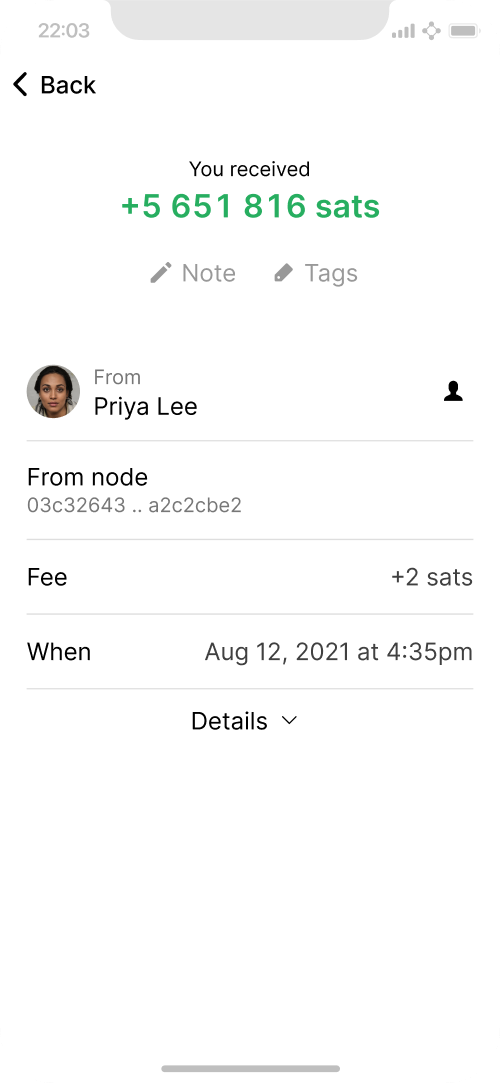 22:03
Back
You received
+5 651 816 sats
Note Tags
From
Priya Lee
From node
03c32643 .. a2c2cbe2
Fee +2 sats
When Aug 12, 2021 at 4:35pm
Details